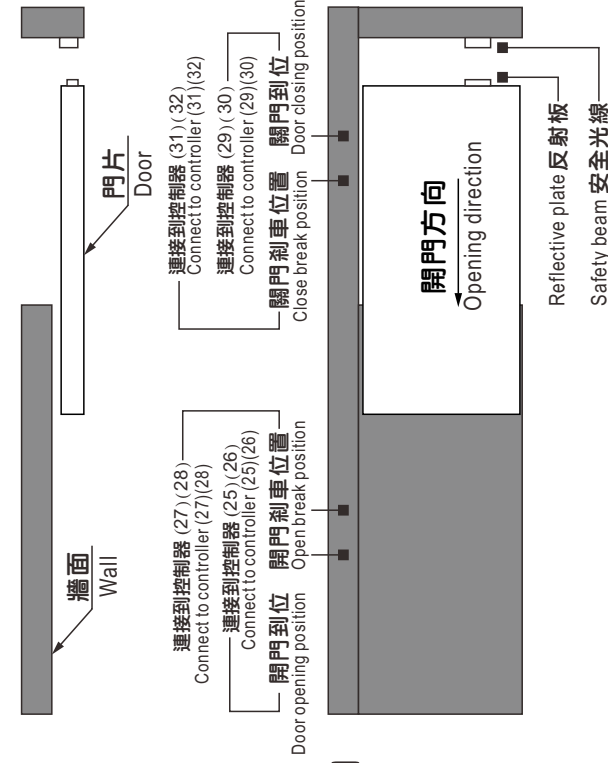 門片
Door
牆面
Wall
連接到控制器 (31)(32)
Connect to controller (31)(32)
連接到控制器 (29)(30)
Connect to controller (29)(30)
關門剎車位置
Close break position
關門到位
Door closing position
連接到控制器 (27)(28)
Connect to controller (27)(28)
連接到控制器 (25)(26)
Connect to controller (25)(26)
開門到位
Door opening position
開門剎車位置
Open break position
開門方向
Opening direction
Reflective plate 反射板
Safety beam 安全光線